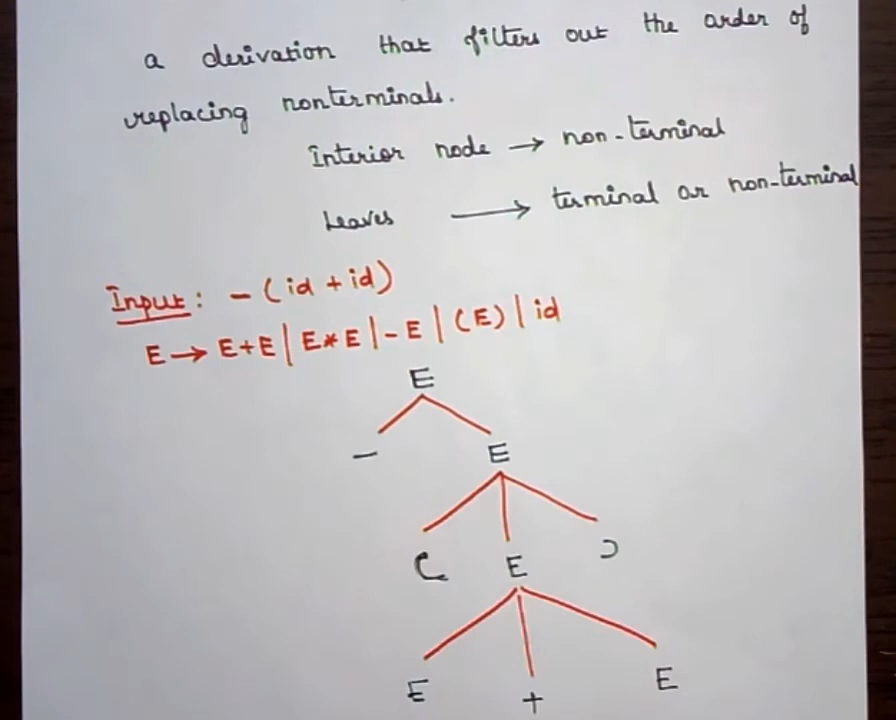 a derivation that filters out the order of
replacing nonterminals.
Interior node → non-terminal
Leaves → terminal or non-terminal
Input: - (id + id)
E → E+E | E*E | -E | (E) | id
E
- E
( E )
E + E